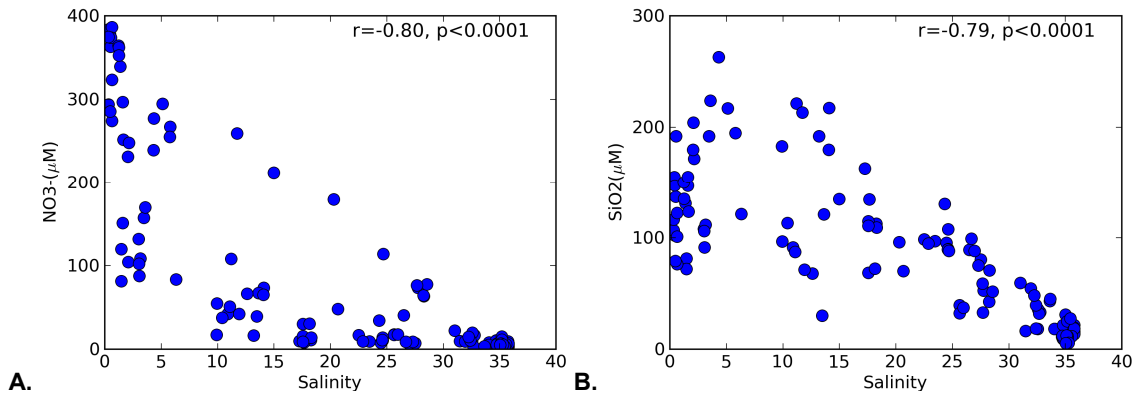 r=-0.80, p<0.0001
NO3-(μM)
400
300
200
100
0
0 5 10 15 20 25 30 35 40
Salinity
A.
r=-0.79, p<0.0001
SiO2(μM)
300
200
100
0
0 5 10 15 20 25 30 35 40
Salinity
B.